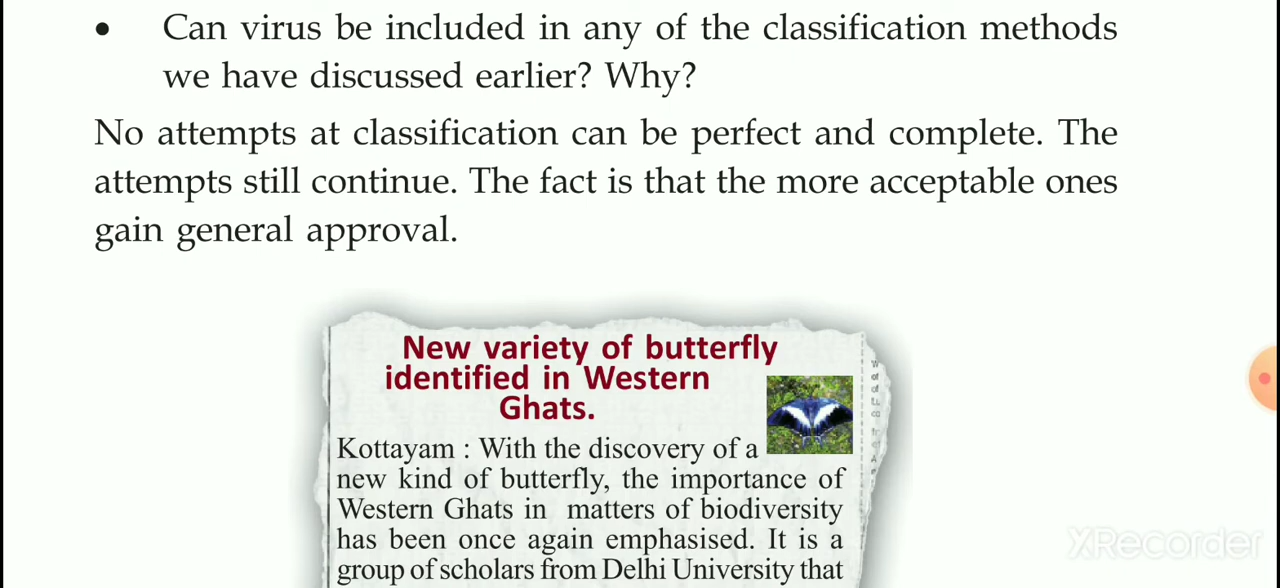 • Can virus be included in any of the classification methods
we have discussed earlier? Why?
No attempts at classification can be perfect and complete. The
attempts still continue. The fact is that the more acceptable ones
gain general approval.
New variety of butterfly
identified in Western
Ghats.
Kottayam : With the discovery of a
new kind of butterfly, the importance of
Western Ghats in matters of biodiversity
has been once again emphasised. It is a
group of scholars from Delhi University that
XRecorder